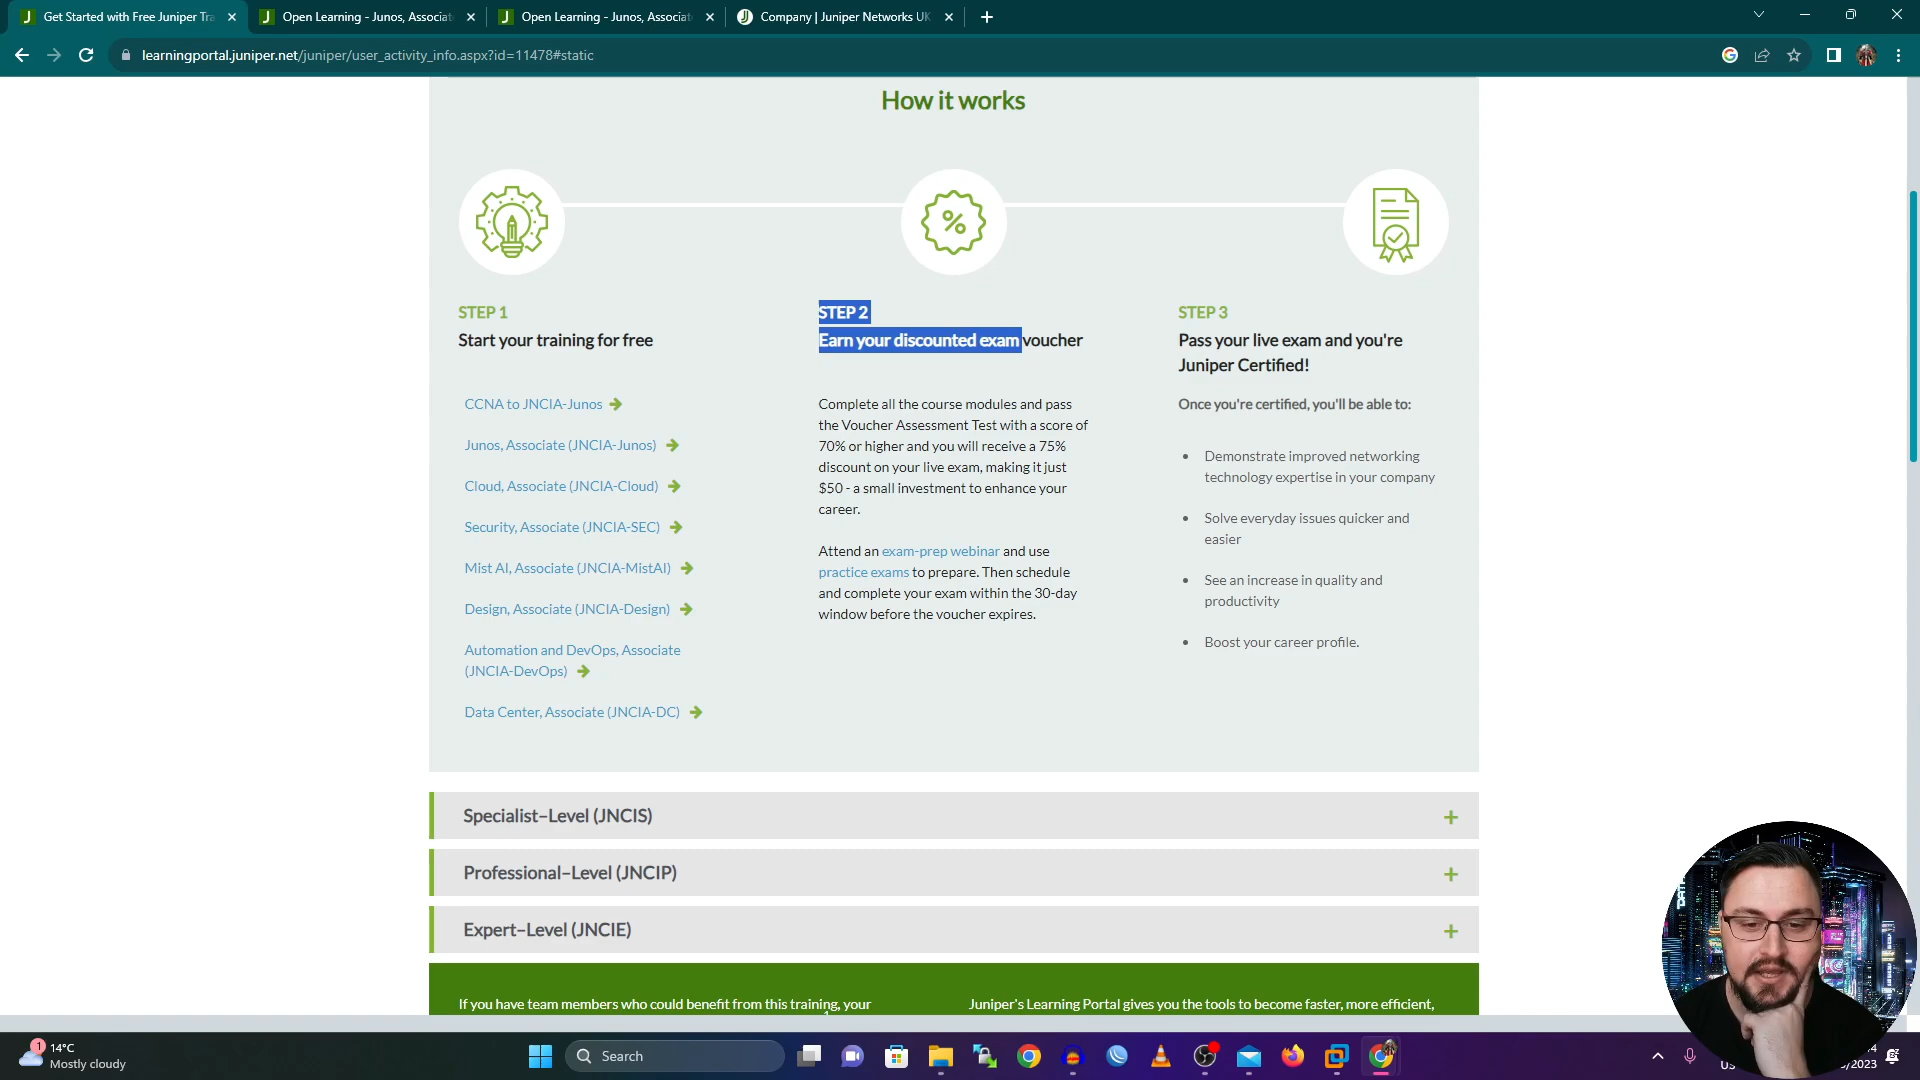 Get Started with Free Juniper Tra
Open Learning - Junos, Associate
Open Learning - Junos, Associate
Company | Juniper Networks UK
learningportal.juniper.net/juniper/user_activity_info.aspx?id=11478#static
How it works
STEP 1
Start your training for free
CCNA to JNCIA-Junos
Junos, Associate (JNCIA-Junos)
Cloud, Associate (JNCIA-Cloud)
Security, Associate (JNCIA-SEC)
Mist AI, Associate (JNCIA-MistAI)
Design, Associate (JNCIA-Design)
Automation and DevOps, Associate
(JNCIA-DevOps)
Data Center, Associate (JNCIA-DC)
STEP 2
Earn your discounted exam voucher
Complete all the course modules and pass
the Voucher Assessment Test with a score of
70% or higher and you will receive a 75%
discount on your live exam, making it just
$50 - a small investment to enhance your
career.
Attend an exam-prep webinar and use
practice exams to prepare. Then schedule
and complete your exam within the 30-day
window before the voucher expires.
STEP 3
Pass your live exam and you're
Juniper Certified!
Once you're certified, you'll be able to:
Demonstrate improved networking
technology expertise in your company
Solve everyday issues quicker and
easier
See an increase in quality and
productivity
Boost your career profile.
Specialist–Level (JNCIS)
Professional–Level (JNCIP)
Expert–Level (JNCIE)
If you have team members who could benefit from this training, your
Juniper's Learning Portal gives you the tools to become faster, more efficient,
1
14°C
Mostly cloudy
Search
/2023